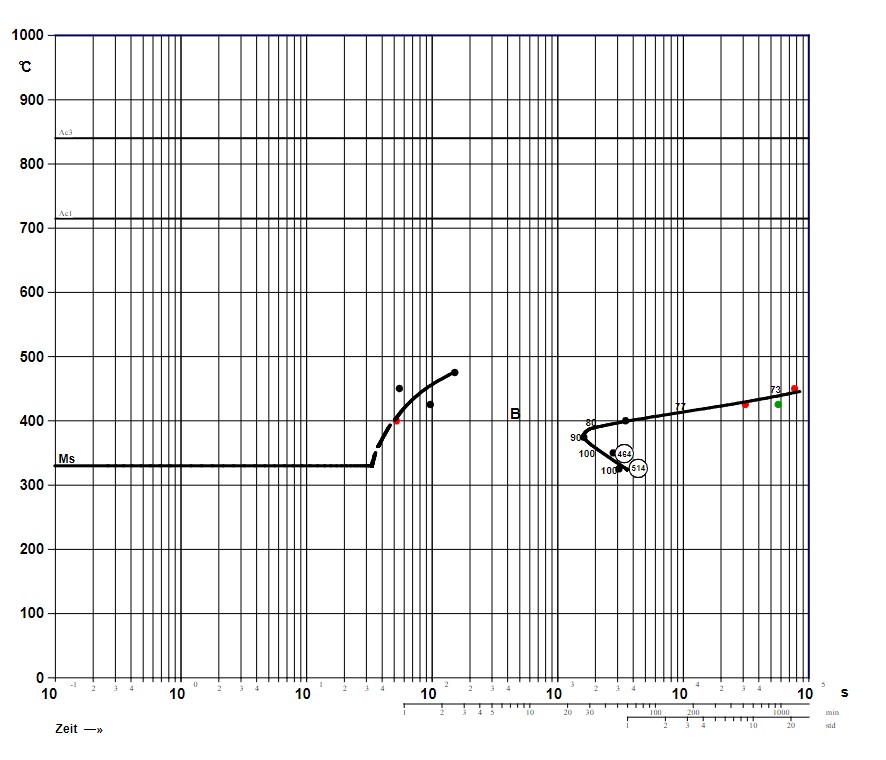 1000
°C
900
Ac3
800
Ac1
700
600
500
73
77
400
B
80
90
Ms
100
464
100
514
300
200
100
0
10 -1 2 3 4 10 0 2 3 4 10 1 2 3 4 10 2 2 3 4 10 3 2 3 4 10 4 2 3 4 10 5 s
1 2 3 4 5 10 20 30 100 200 1000 min
1 2 3 4 10 20 std
Zeit —»